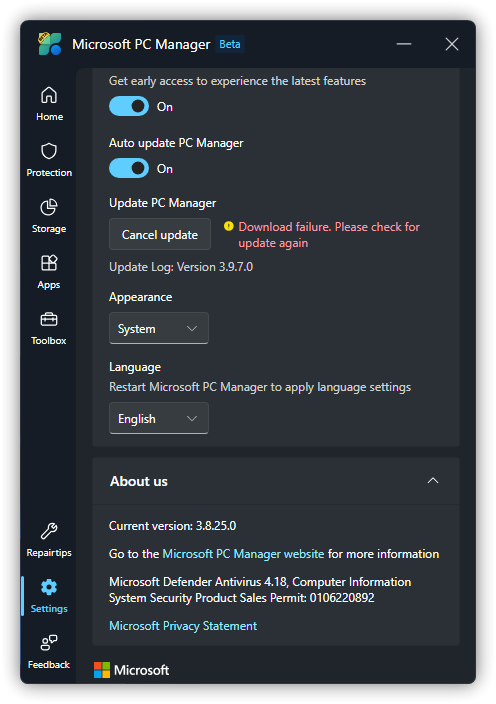 Microsoft PC Manager Beta
Get early access to experience the latest features
On
Auto update PC Manager
On
Update PC Manager
Cancel update
Download failure. Please check for
update again
Update Log: Version 3.9.7.0
Appearance
System
Language
Restart Microsoft PC Manager to apply language settings
English
About us
Current version: 3.8.25.0
Go to the Microsoft PC Manager website for more information
Microsoft Defender Antivirus 4.18, Computer Information
System Security Product Sales Permit: 0106220892
Microsoft Privacy Statement
Microsoft
Home
Protection
Storage
Apps
Toolbox
Repairtips
Settings
Feedback